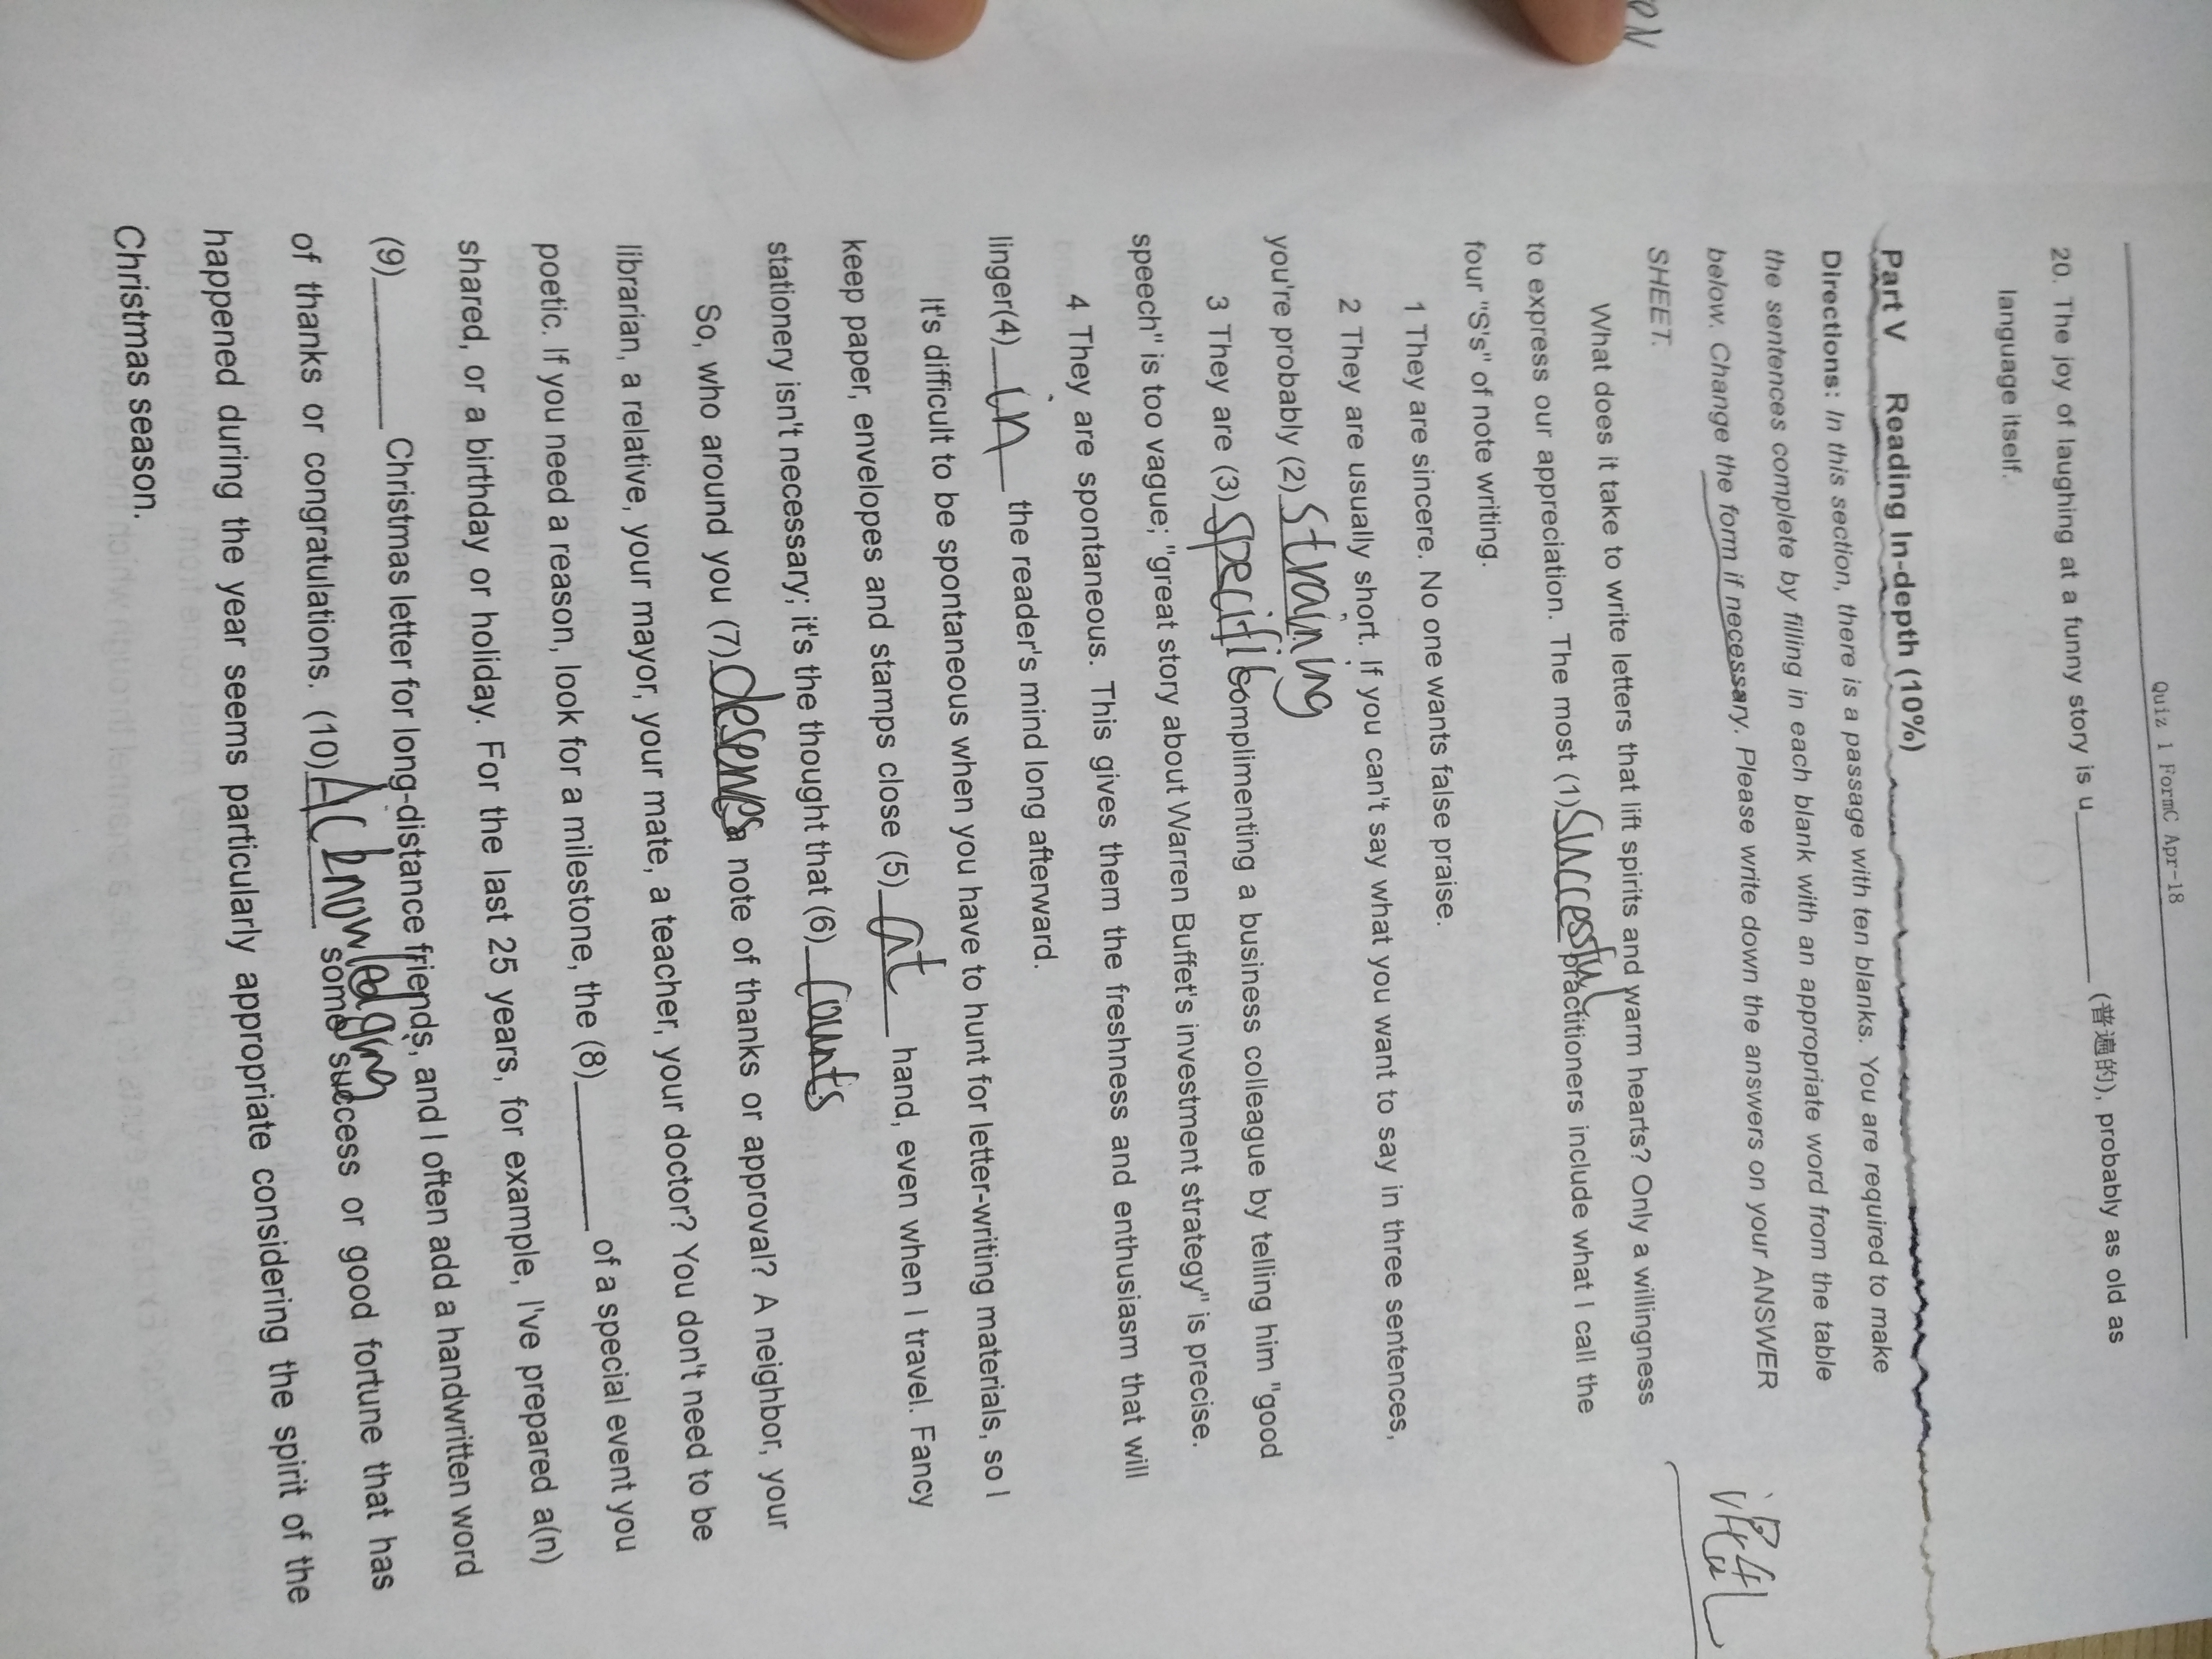 Quiz 1 FormC Apr-18
20. The joy of laughing at a funny story is u__________ (普遍的), probably as old as
language itself.
Part V Reading In-depth (10%)
Directions: In this section, there is a passage with ten blanks. You are required to make
the sentences complete by filling in each blank with an appropriate word from the table
below. Change the form if necessary. Please write down the answers on your ANSWER
混乱
SHEET.
What does it take to write letters that lift spirits and warm hearts? Only a willingness
to express our appreciation. The most (1) successful practitioners include what I call the
four "S's" of note writing.
1 They are sincere. No one wants false praise.
2 They are usually short. If you can't say what you want to say in three sentences,
you're probably (2) straining
3 They are (3) specific complimenting a business colleague by telling him "good
speech" is too vague; "great story about Warren Buffet's investment strategy" is precise.
4 They are spontaneous. This gives them the freshness and enthusiasm that will
linger(4) in the reader's mind long afterward.
It's difficult to be spontaneous when you have to hunt for letter-writing materials, so I
keep paper, envelopes and stamps close (5) at hand, even when I travel. Fancy
stationery isn't necessary; it's the thought that (6) counts
So, who around you (7) deserves a note of thanks or approval? A neighbor, your
librarian, a relative, your mayor, your mate, a teacher, your doctor? You don't need to be
poetic. If you need a reason, look for a milestone, the (8)________ of a special event you
shared, or a birthday or holiday. For the last 25 years, for example, I've prepared a(n)
(9)________ Christmas letter for long-distance friends, and I often add a handwritten word
of thanks or congratulations. (10) Acknowledging some success or good fortune that has
happened during the year seems particularly appropriate considering the spirit of the
Christmas season.